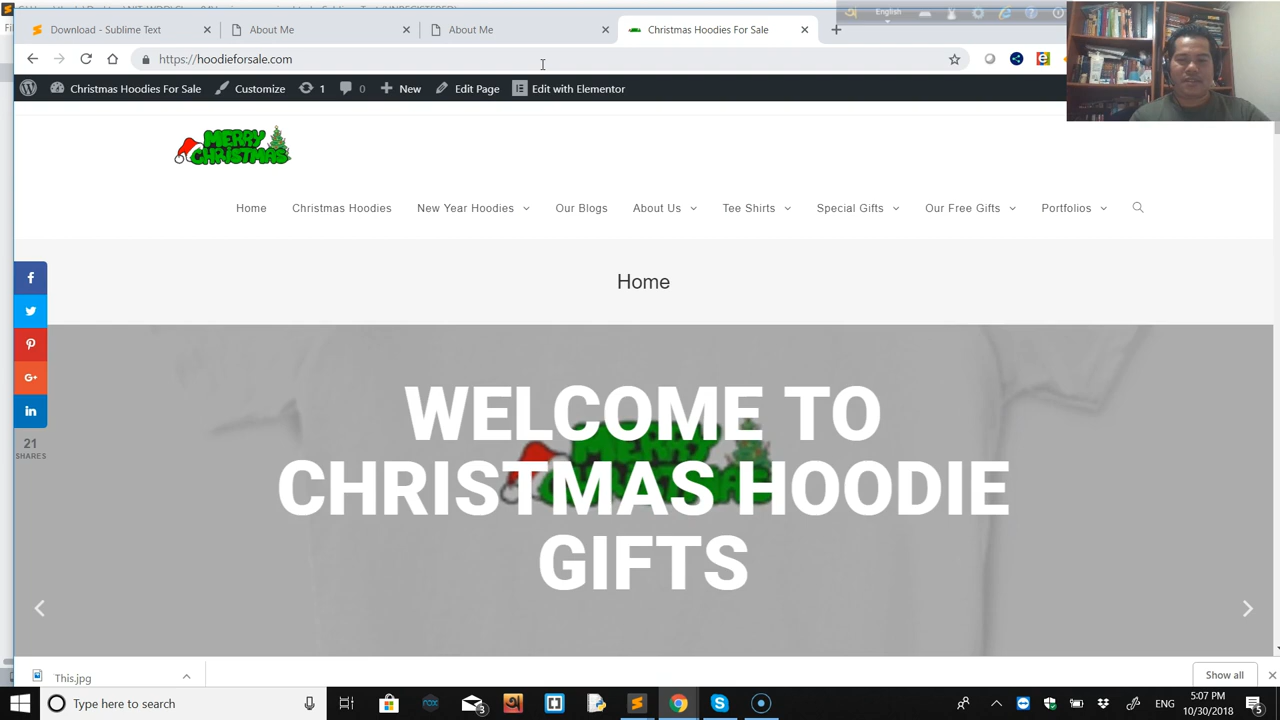 Download - Sublime Text
About Me
About Me
Christmas Hoodies For Sale
English
https://hoodieforsale.com
Christmas Hoodies For Sale
Customize
1
0
New
Edit Page
Edit with Elementor
MERRY
CHRISTMAS
Home
Christmas Hoodies
New Year Hoodies
Our Blogs
About Us
Tee Shirts
Special Gifts
Our Free Gifts
Portfolios
Home
21
SHARES
WELCOME TO
CHRISTMAS HOODIE
GIFTS
This.jpg
Show all
Type here to search
3
ENG
5:07 PM
10/30/2018
5